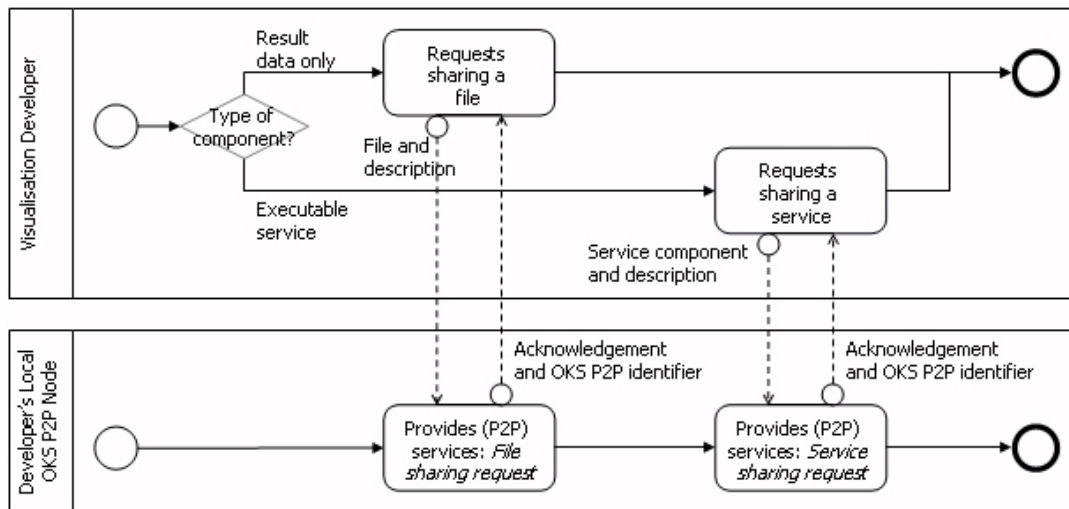 Visualisation Developer
Result
data only
Type of
component?
Requests
sharing a
file
File and
description
Executable
service
Requests
sharing a
service
Service component
and description
Developer's Local
OKS P2P Node
Acknowledgement
and OKS P2P identifier
Acknowledgement
and OKS P2P identifier
Provides (P2P)
services: File
sharing request
Provides (P2P)
services: Service
sharing request